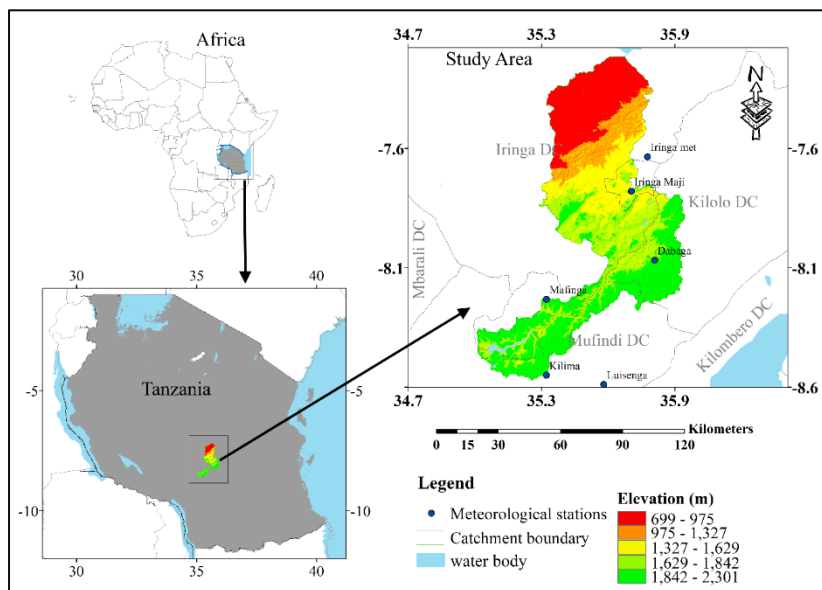 Africa
34.7 35.3 35.9
Study Area
N
Iringa DC
Iringa met
-7.6 -7.6
Iringa Maji
Kilolo DC
Mbarali DC
Dabaga
-8.1 -8.1
Mafinga
Mufindi DC
Kilombero DC
Kilima
Luisenga
-8.6 -8.6
34.7 35.3 35.9
30 35 40
Tanzania
-5 -5
-10 -10
30 35 40
Kilometers
0 15 30 60 90 120
Legend
Meteorological stations
Catchment boundary
water body
Elevation (m)
699 - 975
975 - 1,327
1,327 - 1,629
1,629 - 1,842
1,842 - 2,301